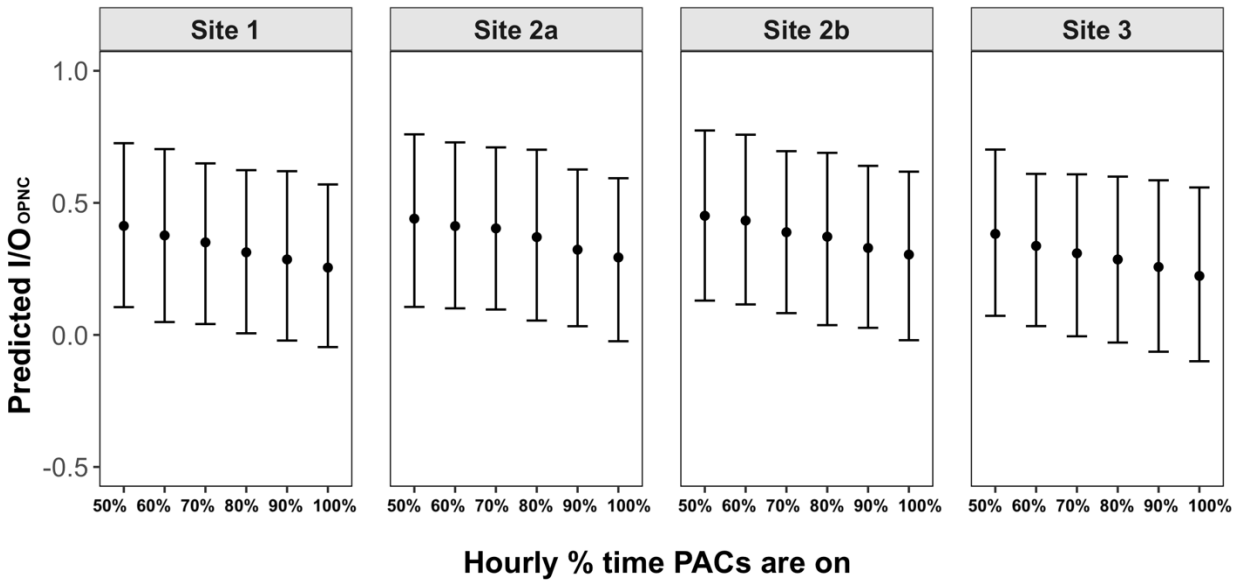 Site 1 Site 2a Site 2b Site 3
Predicted I/O OPNC
1.0
0.5
0.0
-0.5
50% 60% 70% 80% 90% 100% 50% 60% 70% 80% 90% 100% 50% 60% 70% 80% 90% 100% 50% 60% 70% 80% 90% 100%
Hourly % time PACs are on